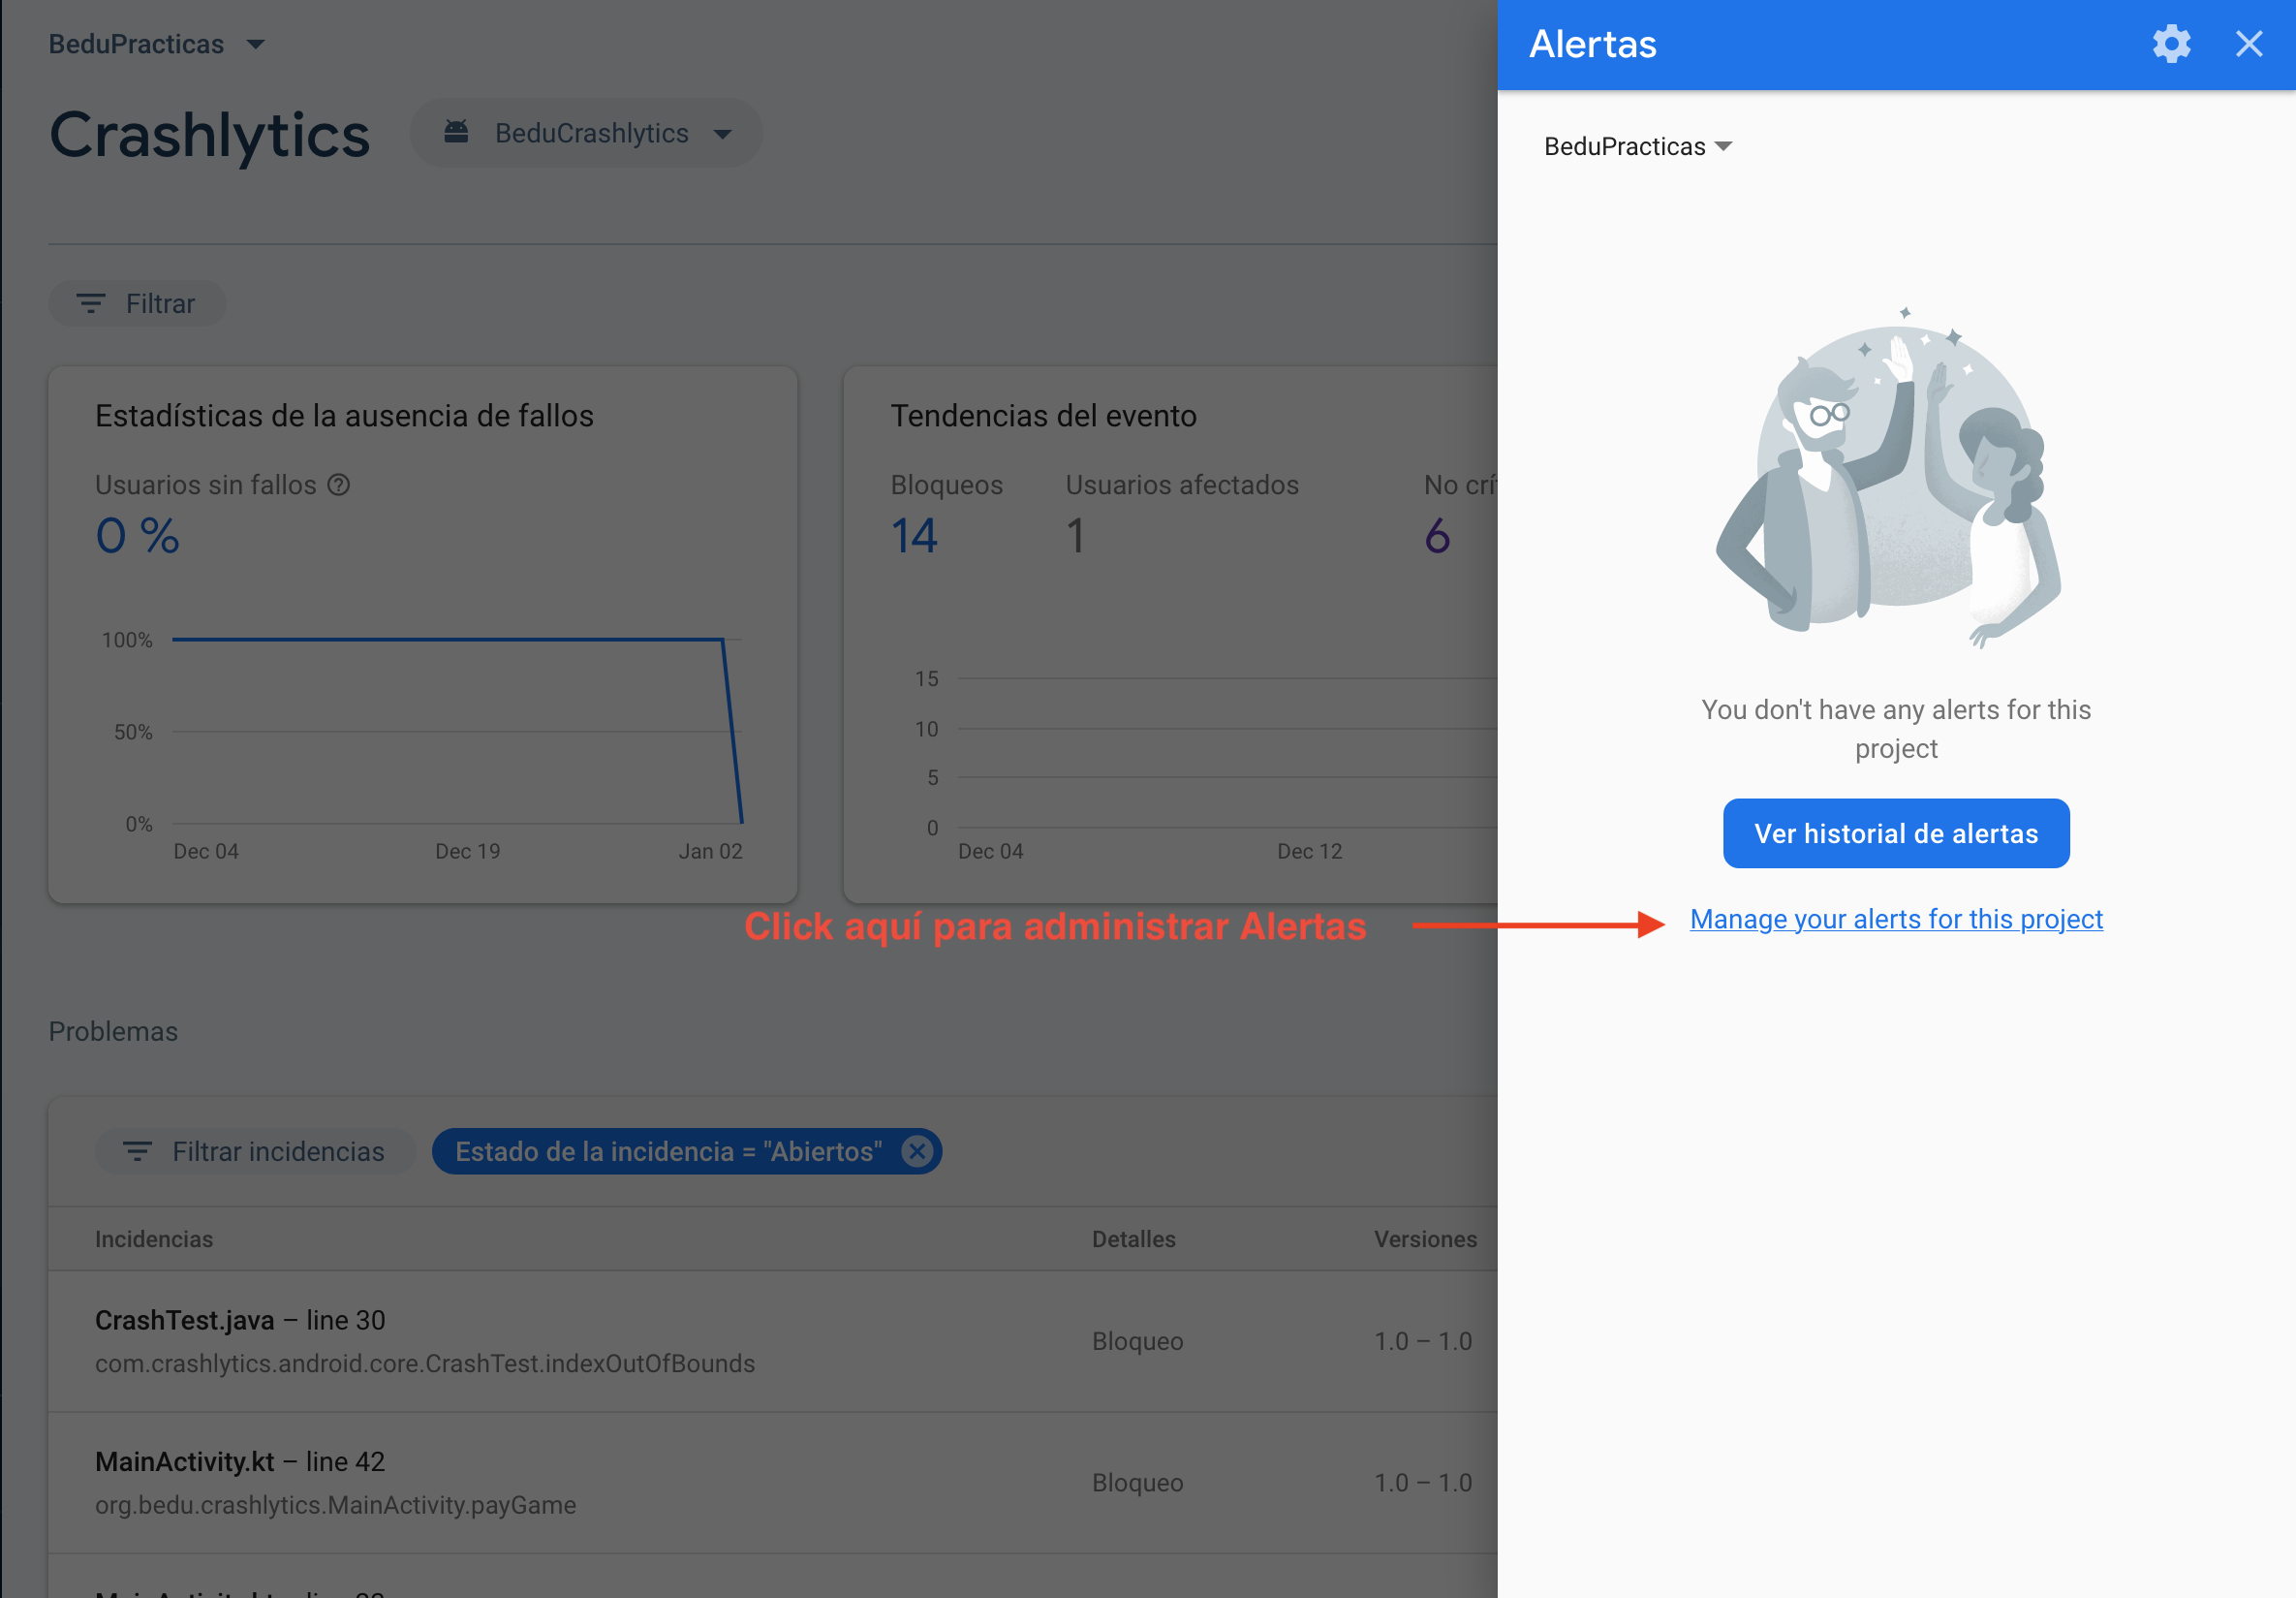 BeduPracticas
Crashlytics
BeduCrashlytics
Filtrar
Estadísticas de la ausencia de fallos
Usuarios sin fallos
0 %
100%
50%
0%
Dec 04
Dec 19
Jan 02
Tendencias del evento
Bloqueos
Usuarios afectados
14
1
6
15
10
5
0
Dec 04
Dec 12
Click aquí para administrar Alertas
Problemas
Filtrar incidencias
Estado de la incidencia = "Abiertos"
Incidencias
Detalles
Versiones
CrashTest.java – line 30
com.crashlytics.android.core.CrashTest.indexOutOfBounds
Bloqueo
1.0 – 1.0
MainActivity.kt – line 42
org.bedu.crashlytics.MainActivity.payGame
Bloqueo
1.0 – 1.0
Alertas
BeduPracticas
You don't have any alerts for this
project
Ver historial de alertas
Manage your alerts for this project